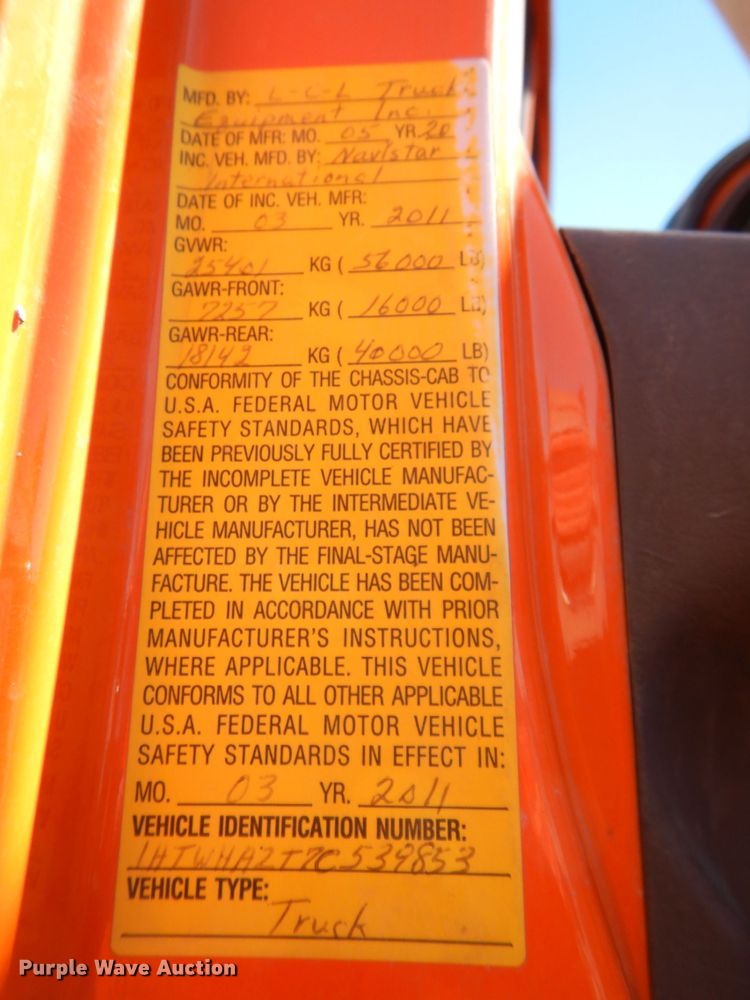 MFD. BY: L-C-L Truck
Equipment Inc.
DATE OF MFR: MO. 05 YR. 20
INC. VEH. MFD. BY: Navistar
International
DATE OF INC. VEH. MFR:
MO. 03 YR. 2011
GVWR:
25401 KG ( 56000 LB)
GAWR-FRONT:
7257 KG ( 16000 LB)
GAWR-REAR:
18142 KG ( 40000 LB)
CONFORMITY OF THE CHASSIS-CAB TO
U.S.A. FEDERAL MOTOR VEHICLE
SAFETY STANDARDS, WHICH HAVE
BEEN PREVIOUSLY FULLY CERTIFIED BY
THE INCOMPLETE VEHICLE MANUFAC-
TURER OR BY THE INTERMEDIATE VE-
HICLE MANUFACTURER, HAS NOT BEEN
AFFECTED BY THE FINAL-STAGE MANU-
FACTURE. THE VEHICLE HAS BEEN COM-
PLETED IN ACCORDANCE WITH PRIOR
MANUFACTURER'S INSTRUCTIONS,
WHERE APPLICABLE. THIS VEHICLE
CONFORMS TO ALL OTHER APPLICABLE
U.S.A. FEDERAL MOTOR VEHICLE
SAFETY STANDARDS IN EFFECT IN:
MO. 03 YR. 2011
VEHICLE IDENTIFICATION NUMBER:
1HTWHAZT7CJ539853
VEHICLE TYPE:
Truck
Purple Wave Auction